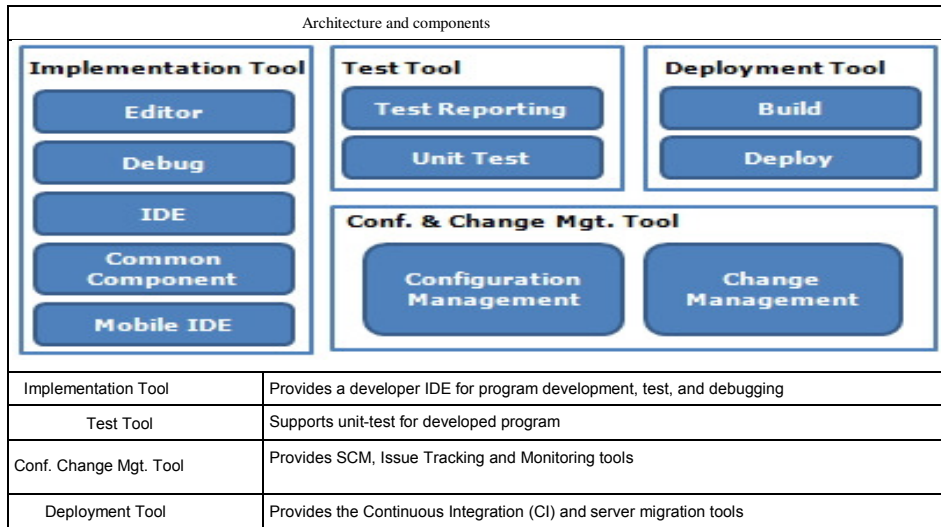 Architecture and components
Implementation Tool
Editor
Debug
IDE
Common
Component
Mobile IDE
Test Tool
Test Reporting
Unit Test
Deployment Tool
Build
Deploy
Conf. & Change Mgt. Tool
Configuration
Management
Change
Management
Implementation Tool
Provides a developer IDE for program development, test, and debugging
Test Tool
Supports unit-test for developed program
Conf. Change Mgt. Tool
Provides SCM, Issue Tracking and Monitoring tools
Deployment Tool
Provides the Continuous Integration (CI) and server migration tools